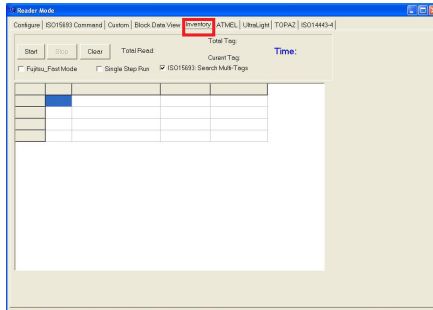 Reader Mode
Configure ISO15693 Command Custom Block Data View Inventory ATMEL UltraLight TOPAZ ISO14443-4
Total Tag:
Start Stop Clear Total Read: Time:
Curent Tag:
Fujitsu_Fast Mode Single Step Run ISO15693: Search Multi-Tags